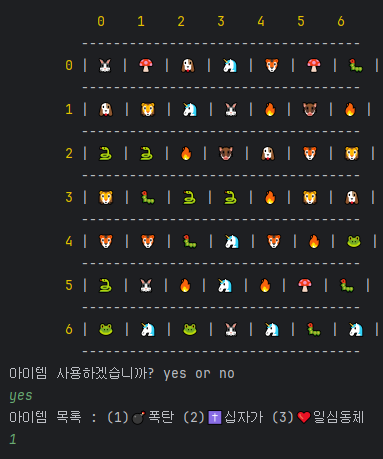 0 1 2 3 4 5 6
---------------------------------------
0 | 🐰 | 🍄 | 🐶 | 🦄 | 🦊 | 🍄 | 🐛 |
---------------------------------------
1 | 🐶 | 🦁 | 🦄 | 🐰 | 🔥 | 🐗 | 🔥 |
---------------------------------------
2 | 🐍 | 🐍 | 🔥 | 🐗 | 🐶 | 🦊 | 🦁 |
---------------------------------------
3 | 🦁 | 🐛 | 🐍 | 🐍 | 🔥 | 🦁 | 🐶 |
---------------------------------------
4 | 🦊 | 🦊 | 🐛 | 🦄 | 🦊 | 🔥 | 🐸 |
---------------------------------------
5 | 🐍 | 🐰 | 🔥 | 🦄 | 🔥 | 🍄 | 🐛 |
---------------------------------------
6 | 🐸 | 🦄 | 🐸 | 🐰 | 🦄 | 🐛 | 🦄 |
---------------------------------------
아이템 사용하겠습니까? yes or no
yes
아이템 목록 : (1)💣폭탄 (2)✝️십자가 (3)❤️일심동체
1